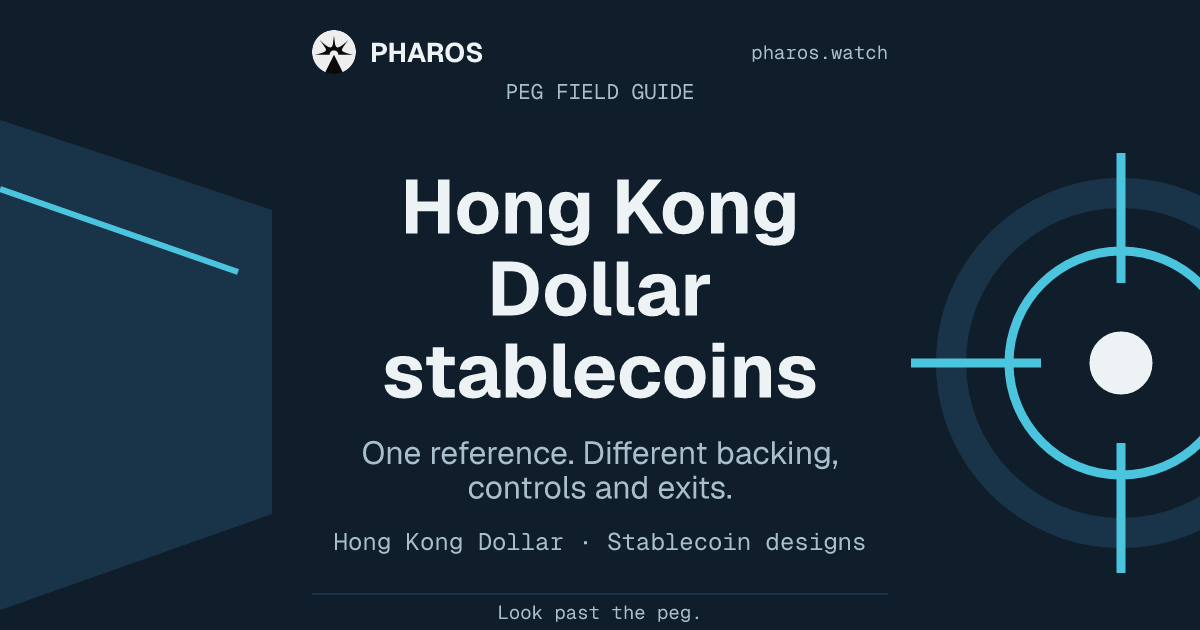 PHAROS
pharos.watch
PEG FIELD GUIDE
Hong Kong
Dollar
stablecoins
One reference. Different backing,
controls and exits.
Hong Kong Dollar · Stablecoin designs
Look past the peg.